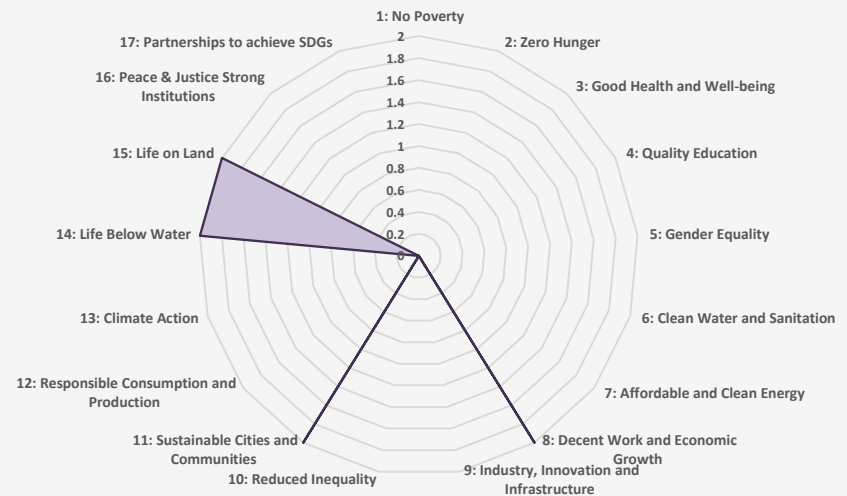 1: No Poverty
2: Zero Hunger
3: Good Health and Well-being
4: Quality Education
5: Gender Equality
6: Clean Water and Sanitation
7: Affordable and Clean Energy
8: Decent Work and Economic
Growth
9: Industry, Innovation and
Infrastructure
10: Reduced Inequality
11: Sustainable Cities and
Communities
12: Responsible Consumption and
Production
13: Climate Action
14: Life Below Water
15: Life on Land
16: Peace & Justice Strong
Institutions
17: Partnerships to achieve SDGs
2
1.8
1.6
1.4
1.2
1
0.8
0.6
0.4
0.2
0